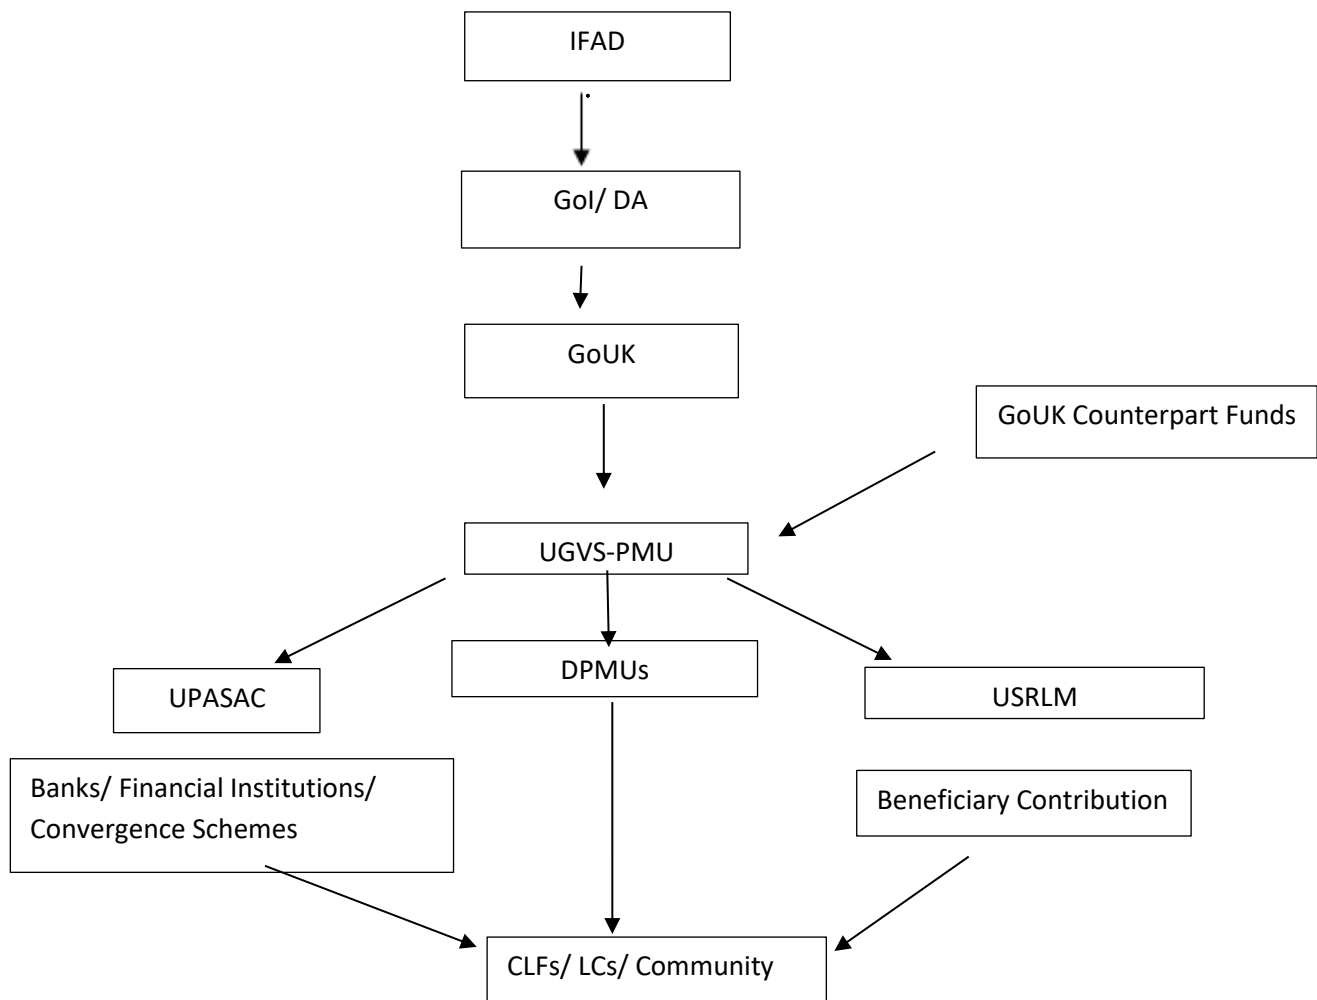 IFAD
GoI/ DA
GoUK
GoUK Counterpart Funds
UGVS-PMU
DPMUs
UPASAC
USRLM
Banks/ Financial Institutions/
Convergence Schemes
Beneficiary Contribution
CLFs/ LCs/ Community